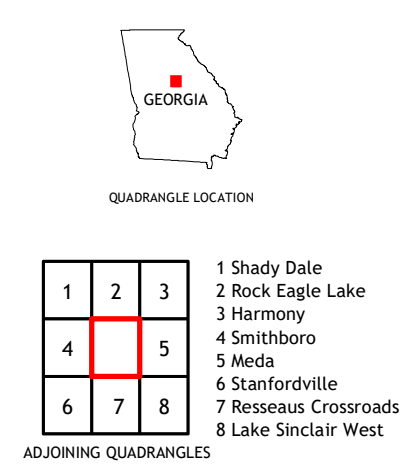 GEORGIA
QUADRANGLE LOCATION
1 2 3
4 5
6 7 8
1 Shady Dale
2 Rock Eagle Lake
3 Harmony
4 Smithboro
5 Meda
6 Stanfordville
7 Resseaus Crossroads
8 Lake Sinclair West
ADJOINING QUADRANGLES